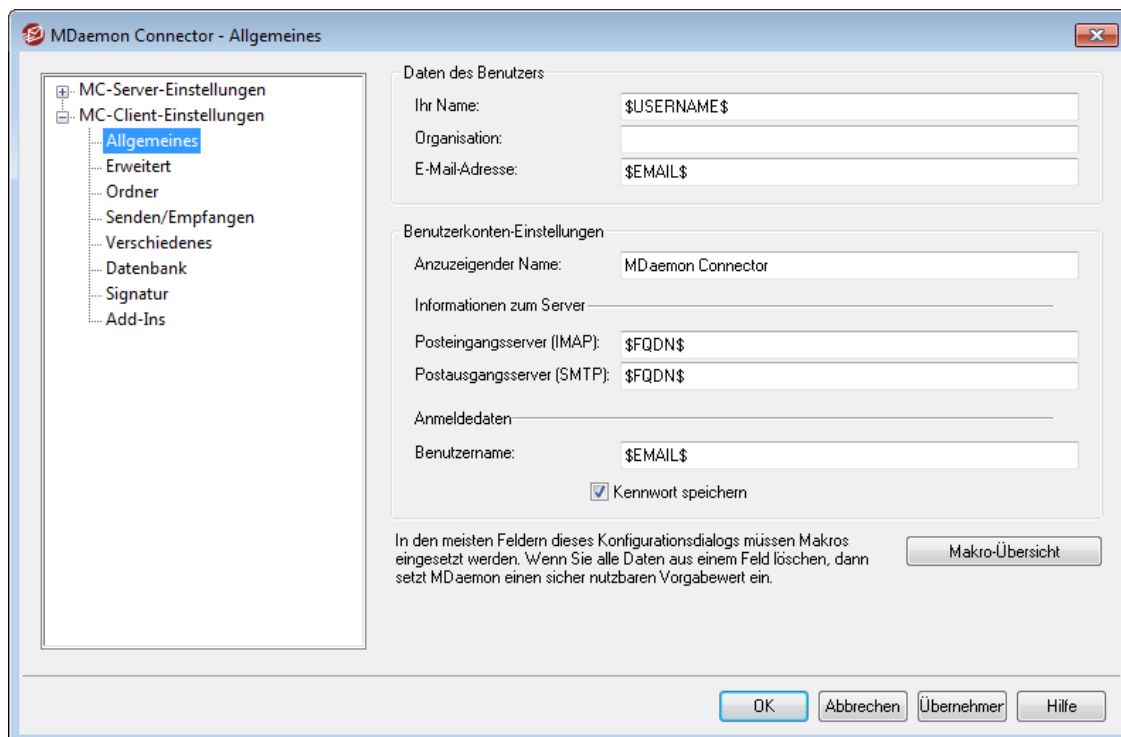 MDaemon Connector - Allgemeines
MC-Server-Einstellungen
MC-Client-Einstellungen
Allgemeines
Erweitert
Ordner
Senden/Empfangen
Verschiedenes
Datenbank
Signatur
Add-Ins
Daten des Benutzers
Ihr Name: $USERNAME$
Organisation:
E-Mail-Adresse: $EMAIL$
Benutzerkonten-Einstellungen
Anzuzeigender Name: MDaemon Connector
Informationen zum Server
Posteingangsserver (IMAP): $FQDN$
Postausgangsserver (SMTP): $FQDN$
Anmeldedaten
Benutzername: $EMAIL$
Kennwort speichern
In den meisten Feldern dieses Konfigurationsdialogs müssen Makros
eingesetzt werden. Wenn Sie alle Daten aus einem Feld löschen, dann
setzt MDaemon einen sicher nutzbaren Vorgabewert ein.
Makro-Übersicht
OK Abbrechen Übernehmer Hilfe